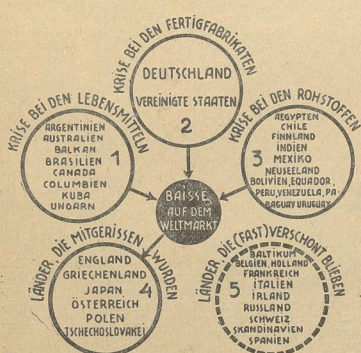 KRISE BEI DEN FERTIGFABRIKATEN
DEUTSCHLAND
VEREINIGTE STAATEN
2
KRISE BEI DEN LEBENSMITTELN
ARGENTINIEN
AUSTRALIEN
BALKAN
BRASILIEN
CANADA
COLUMBIEN
KUBA
UNGARN
1
KRISE BEI DEN ROHSTOFFEN
AEGYPTEN
CHILE
FINNLAND
INDIEN
MEXIKO
NEUSEELAND
BOLIVIEN, EQUADOR,
PERU, VENEZUELA, PA-
RAGUAY URUGUAY
3
BAISSE
AUF DEM
WELTMARKT
LÄNDER, DIE MITGERISSEN WURDEN
ENGLAND
GRIECHENLAND
JAPAN
ÖSTERREICH
POLEN
TSCHECHOSLOVAKEI
4
LÄNDER, DIE (FAST) VERSCHONT BLIEBEN
BALTIKUM
BELGIEN, HOLLAND
FRANKREICH
ITALIEN
IRLAND
RUSSLAND
SCHWEIZ
SKANDINAVIEN
SPANIEN
5